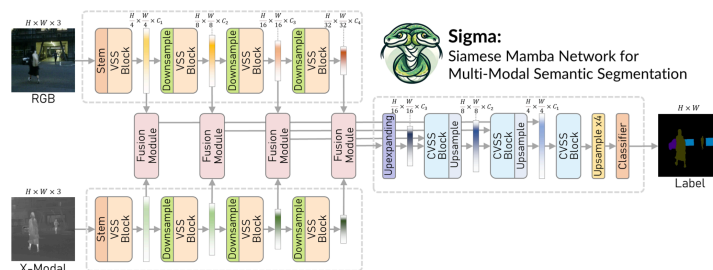 H/4 × W/4 × C₁
H/8 × W/8 × C₂
H/16 × W/16 × C₃
H/32 × W/32 × C₄
H × W × 3
Stem
VSS Block
Downsample
VSS Block
Downsample
VSS Block
Downsample
VSS Block
RGB
Sigma:
Siamese Mamba Network for
Multi-Modal Semantic Segmentation
Fusion Module
Fusion Module
Fusion Module
Fusion Module
H/16 × W/16 × C₃
H/8 × W/8 × C₂
H/4 × W/4 × C₁
H × W
Upexpanding
CVSS Block
Upsample
CVSS Block
Upsample
CVSS Block
Upsample x4
Classifier
Label
H × W × 3
Stem
VSS Block
Downsample
VSS Block
Downsample
VSS Block
Downsample
VSS Block
X-Modal